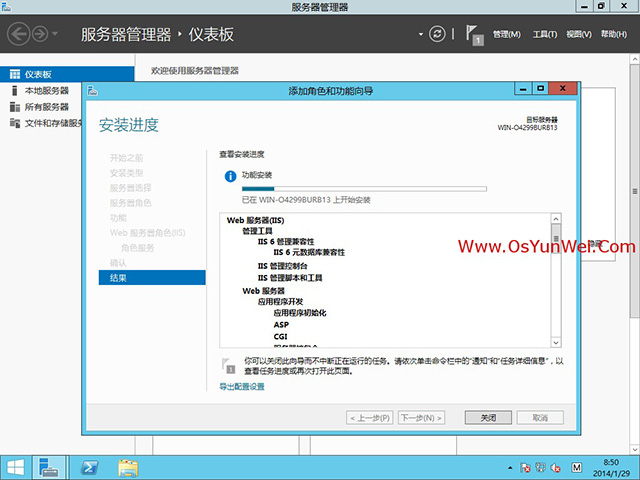 服务器管理器
服务器管理器 · 仪表板
1
管理(M) 工具(T) 视图(V) 帮助(H)
仪表板
本地服务器
所有服务器
文件和存储服务
欢迎使用服务器管理器
添加角色和功能向导
安装进度
目标服务器
WIN-O4299BURB13
开始之前
安装类型
服务器选择
服务器角色
功能
Web 服务器角色(IIS)
角色服务
确认
结果
查看安装进度
功能安装
已在 WIN-O4299BURB13 上开始安装
Web 服务器(IIS)
管理工具
IIS 6 管理兼容性
IIS 6 元数据库兼容性
IIS 管理控制台
IIS 管理脚本和工具
Web 服务器
应用程序开发
应用程序初始化
ASP
CGI
隐藏
Www.OsYunWei.Com
1
你可以关闭此向导而不中断正在运行的任务。请依次单击命令栏中的"通知"和"任务详细信息"，以
查看任务进度或再次打开此页面。
导出配置设置
< 上一步(P) 下一步(N) > 关闭 取消
M
8:50
2014/1/29